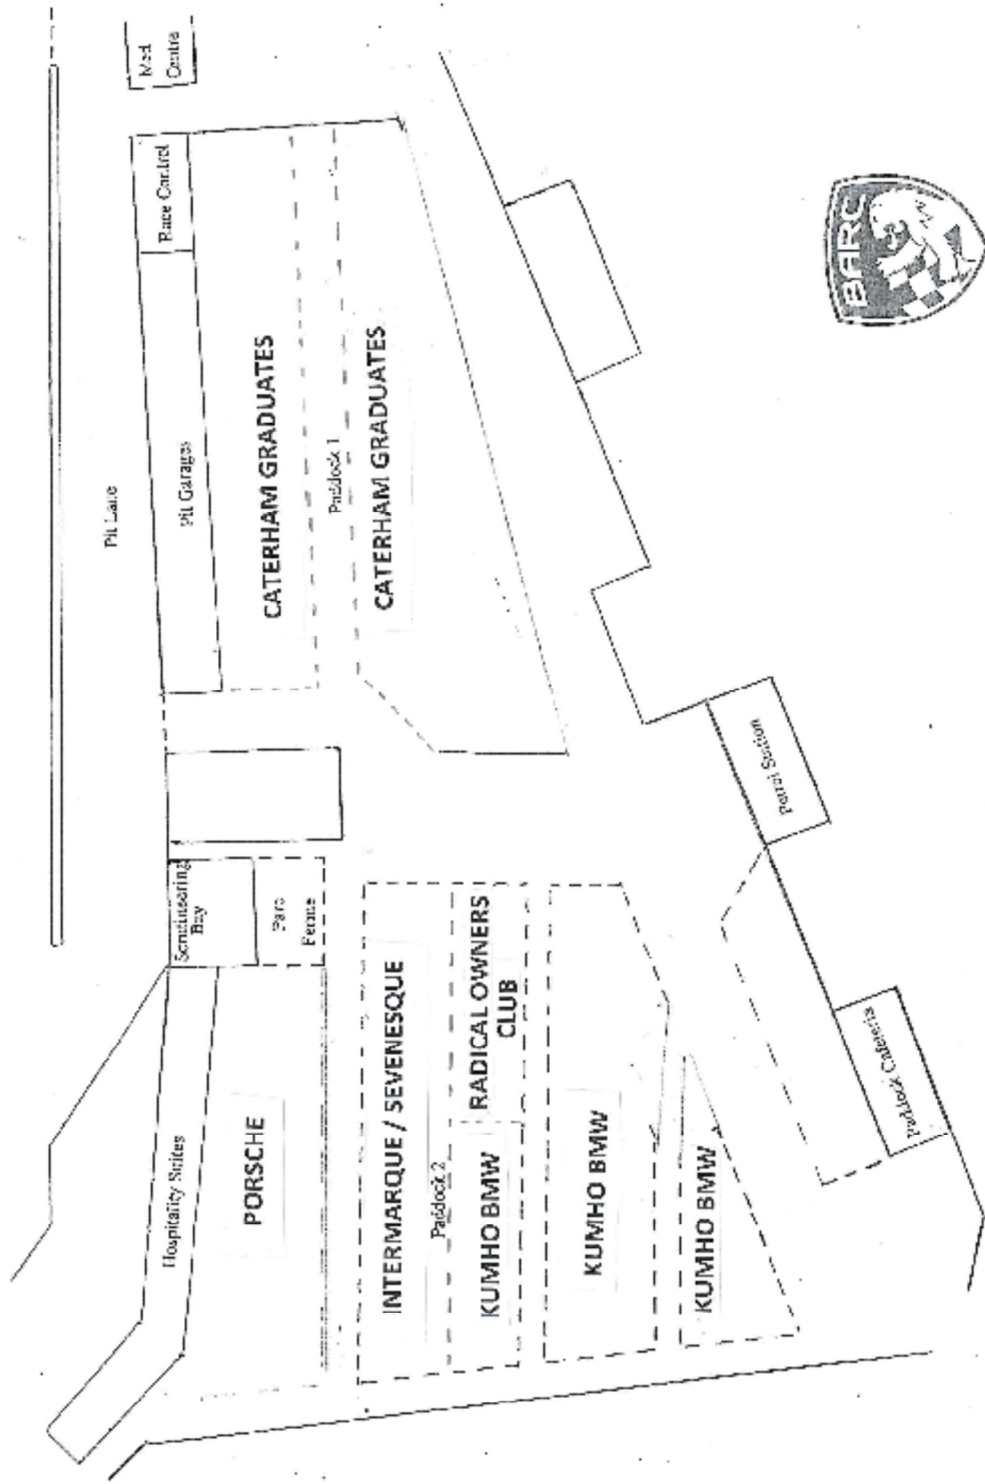 Med
Centre
Race Control
Pit Lane
Pit Garages
CATERHAM GRADUATES
Paddock 1
CATERHAM GRADUATES
BARC
Scrutineering
Bay
Parc
Ferme
Hospitality Suites
PORSCHE
INTERMARQUE / SEVENESQUE
Paddock 2
RADICAL OWNERS
CLUB
KUMHO BMW
KUMHO BMW
KUMHO BMW
Petrol Station
Paddock Cafeteria